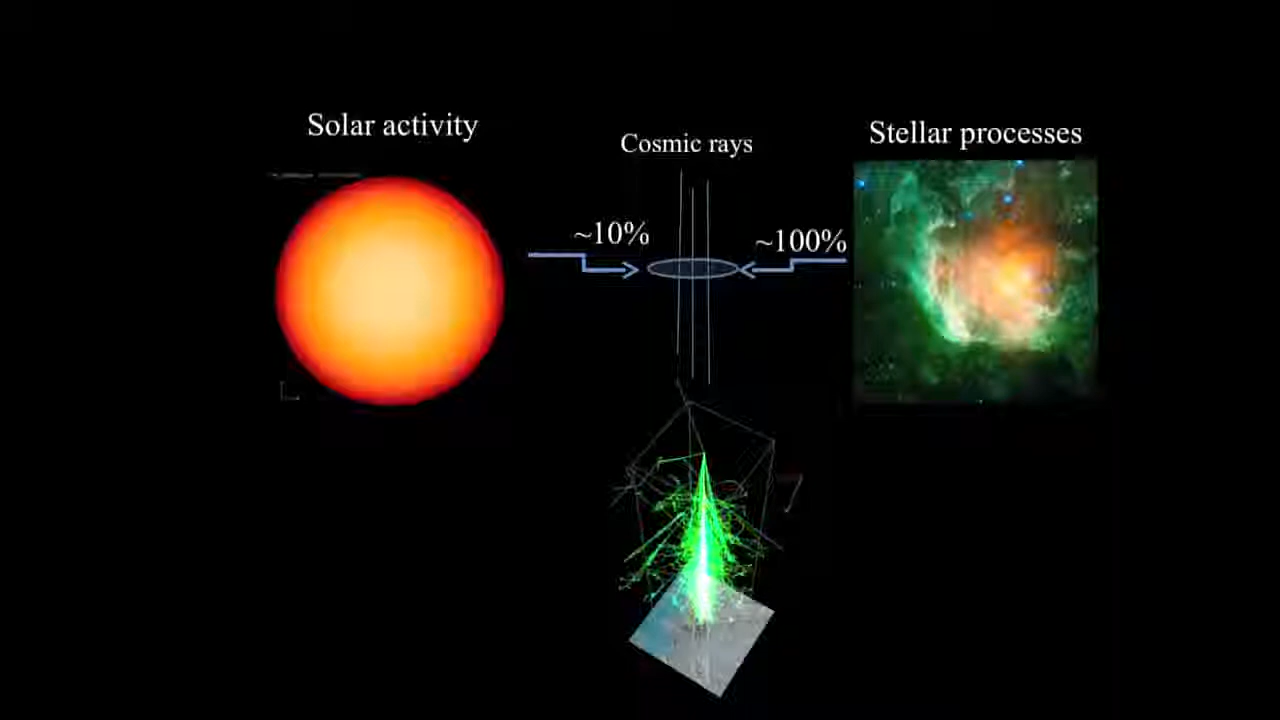 Solar activity
Cosmic rays
Stellar processes
~10%
~100%